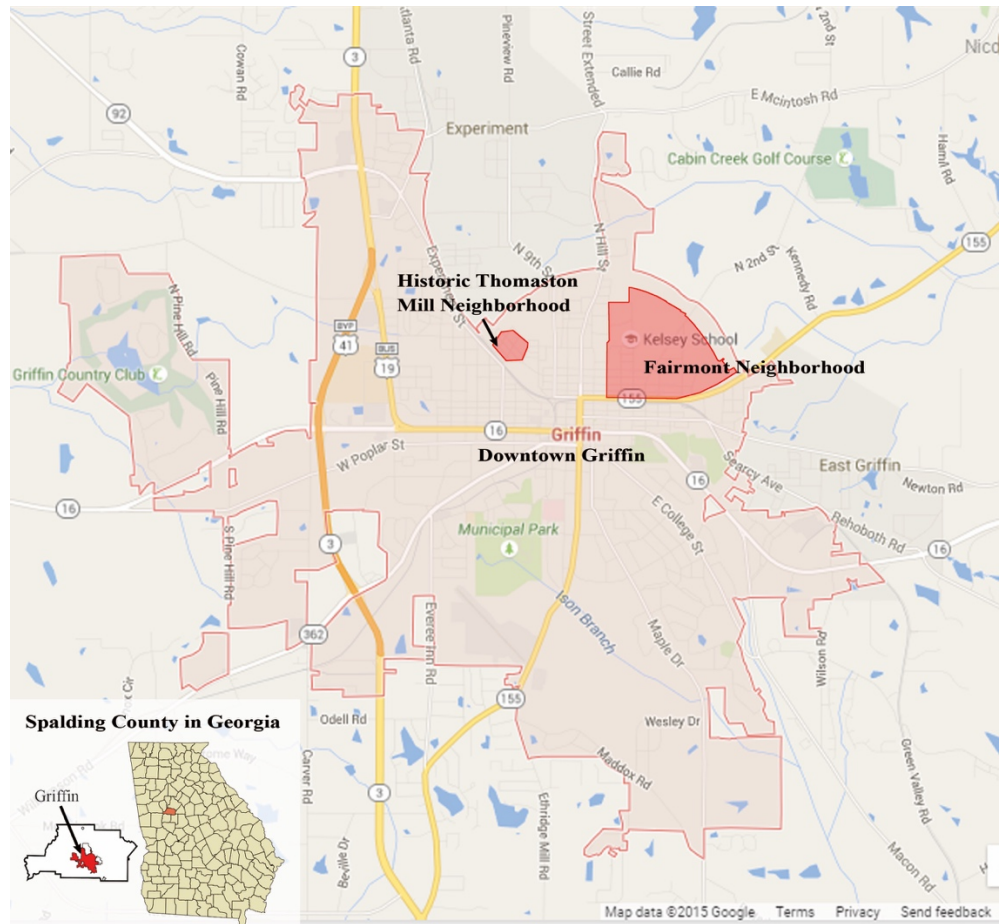 3
Atlanta Rd
Pineview Rd
Street Extended
N 2nd St
Nicd
Cowan Rd
Callie Rd
92
E McIntosh Rd
Experiment
Cabin Creek Golf Course
Hamil Rd
155
N Hill St
N 9th St
N 2nd S
Kennedy Rd
Experiment St
Historic Thomaston
Mill Neighborhood
N Pine Hill Rd
BYP
41
Kelsey School
BUS
19
Fairmont Neighborhood
Griffin Country Club
Pine Hill Rd
155
16
Griffin
Downtown Griffin
W Poplar St
Searcy Ave
East Griffin
16
Newton Rd
16
E College St
Municipal Park
Rehoboth Rd
16
S Pine Hill Rd
3
Ison Branch
362
Everee Inn Rd
Maple Dr
Wilson Rd
155
Odell Rd
Wesley Dr
Spalding County in Georgia
Maddox Rd
Green Valley Rd
Carver Rd
3
Griffin
Ethridge Mill Rd
Beville Dr
Macon Rd
H
Map data ©2015 Google
Terms
Privacy
Send feedback